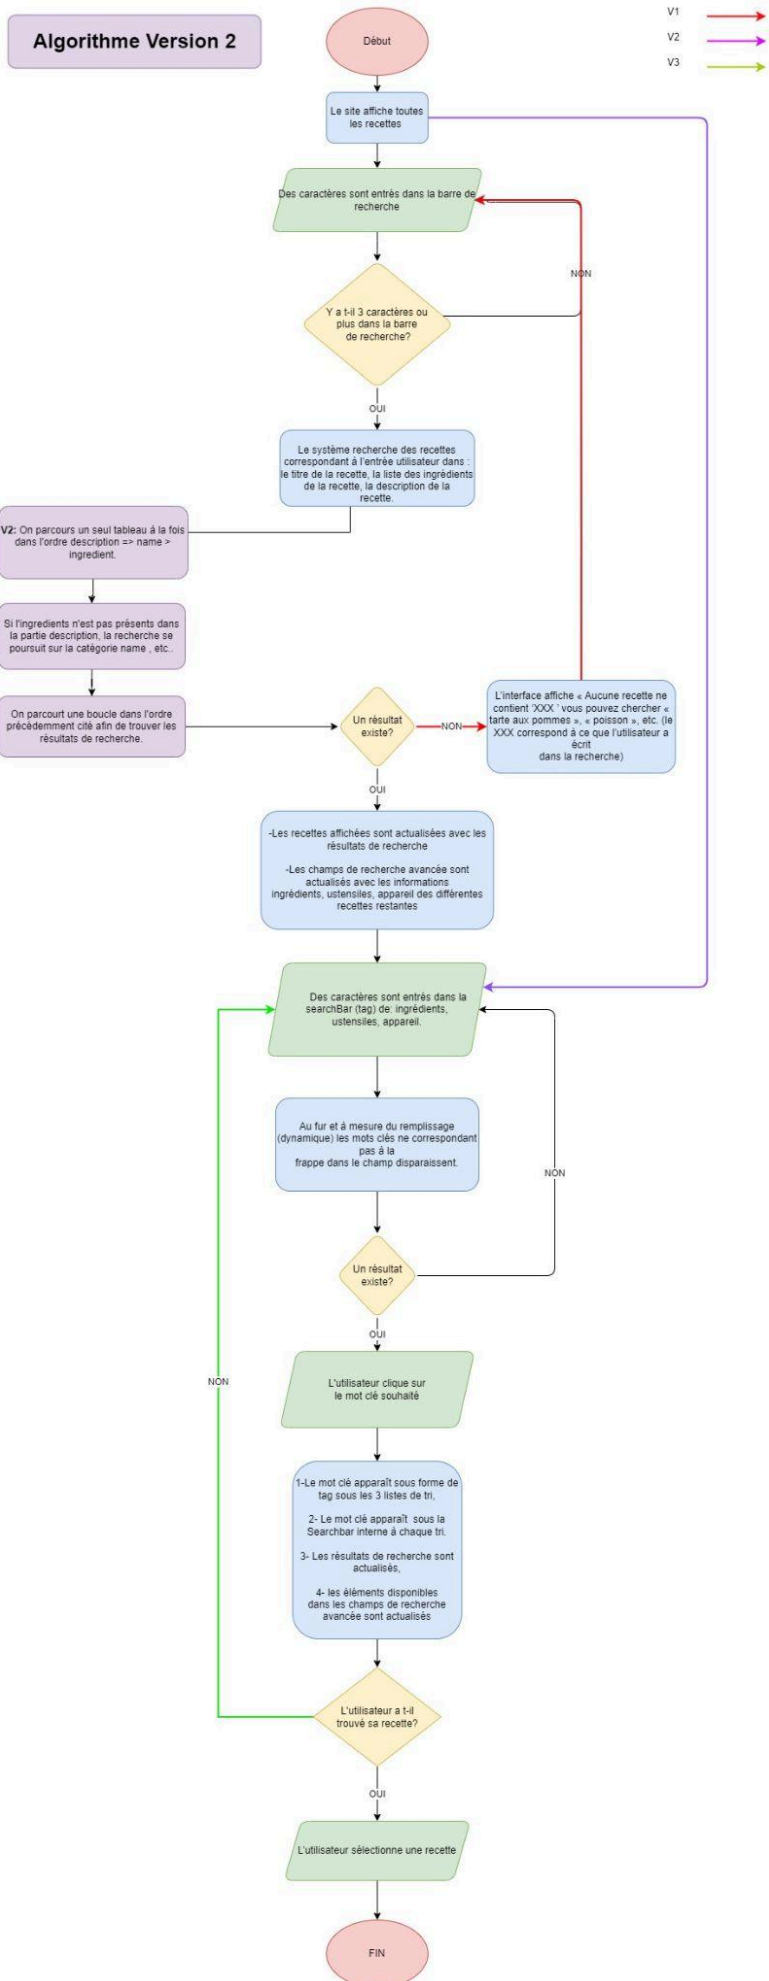 Algorithme Version 2
V1
V2
V3
Début
Le site affiche toutes
les recettes
Des caractères sont entrés dans la barre de
recherche
NON
Y a t-il 3 caractères ou
plus dans la barre
de recherche?
OUI
Le système recherche des recettes
correspondant à l'entrée utilisateur dans :
le titre de la recette, la liste des ingrédients
de la recette, la description de la
recette.
V2: On parcours un seul tableau à la fois
dans l'ordre description => name >
ingredient.
Si l'ingredients n'est pas présents dans
la partie description, la recherche se
poursuit sur la catégorie name , etc..
On parcourt une boucle dans l'ordre
précèdemment cité afin de trouver les
résultats de recherche.
Un résultat
existe?
NON
L'interface affiche « Aucune recette ne
contient 'XXX ' vous pouvez chercher «
tarte aux pommes », « poisson », etc. (le
XXX correspond à ce que l'utilisateur a
écrit
dans la recherche)
OUI
-Les recettes affichées sont actualisées avec les
résultats de recherche
-Les champs de recherche avancée sont
actualisés avec les informations
ingrédients, ustensiles, appareil des différentes
recettes restantes
Des caractères sont entrés dans la
searchBar (tag) de: ingrédients,
ustensiles, appareil.
Au fur et à mesure du remplissage
(dynamique) les mots clés ne correspondant
pas à la
frappe dans le champ disparaissent.
NON
Un résultat
existe?
OUI
L'utilisateur clique sur
le mot clé souhaité
NON
1-Le mot clé apparaît sous forme de
tag sous les 3 listes de tri,
2- Le mot clé apparaît sous la
Searchbar interne à chaque tri.
3- Les résultats de recherche sont
actualisés,
4- les éléments disponibles
dans les champs de recherche
avancée sont actualisés
L'utilisateur a t-il
trouvé sa recette?
OUI
L'utilisateur sélectionne une recette
FIN